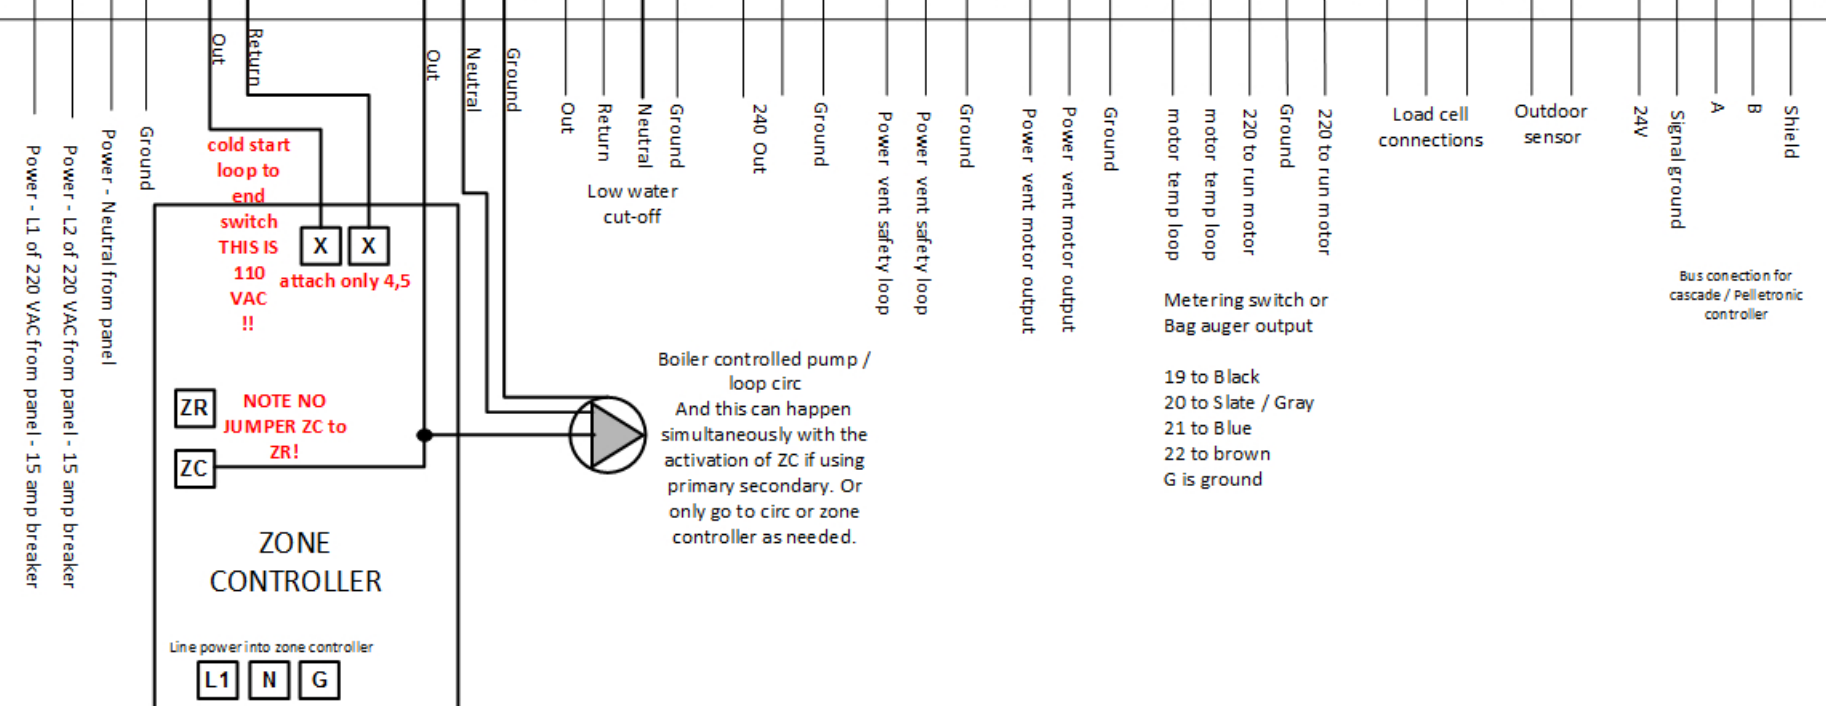 Out
Return
Out
Neutral
Ground
Power - L1 of 220 VAC from panel - 15 amp breaker
Power - L2 of 220 VAC from panel - 15 amp breaker
Power - Neutral from panel
Ground
cold start
loop to
end
switch
THIS IS
110
VAC
!!
X
X
attach only 4,5
Out
Return
Neutral
Ground
Low water
cut-off
240 Out
Ground
Power vent safety loop
Power vent safety loop
Ground
Power vent motor output
Power vent motor output
Ground
motor temp loop
motor temp loop
220 to run motor
Ground
220 to run motor
Metering switch or
Bag auger output
19 to Black
20 to Slate / Gray
21 to Blue
22 to brown
G is ground
Load cell
connections
Outdoor
sensor
24V
Signal ground
A
B
Shield
Bus conection for
cascade / Pelletronic
controller
ZR
NOTE NO
JUMPER ZC to
ZR!
ZC
Boiler controlled pump /
loop circ
And this can happen
simultaneously with the
activation of ZC if using
primary secondary. Or
only go to circ or zone
controller as needed.
ZONE
CONTROLLER
Line power into zone controller
L1
N
G